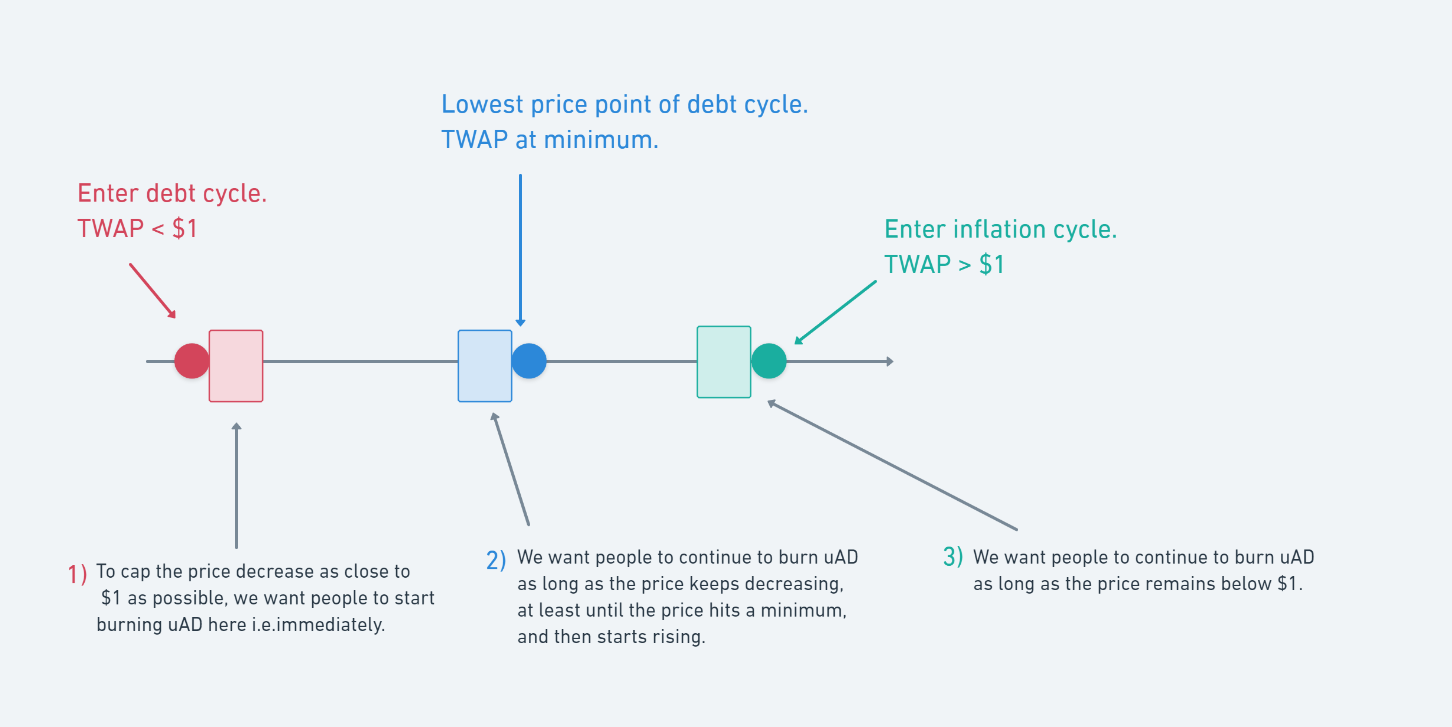 Lowest price point of debt cycle.
TWAP at minimum.
Enter debt cycle.
TWAP < $1
Enter inflation cycle.
TWAP > $1
1) To cap the price decrease as close to
$1 as possible, we want people to start
burning uAD here i.e.immediately.
2) We want people to continue to burn uAD
as long as the price keeps decreasing,
at least until the price hits a minimum,
and then starts rising.
3) We want people to continue to burn uAD
as long as the price remains below $1.